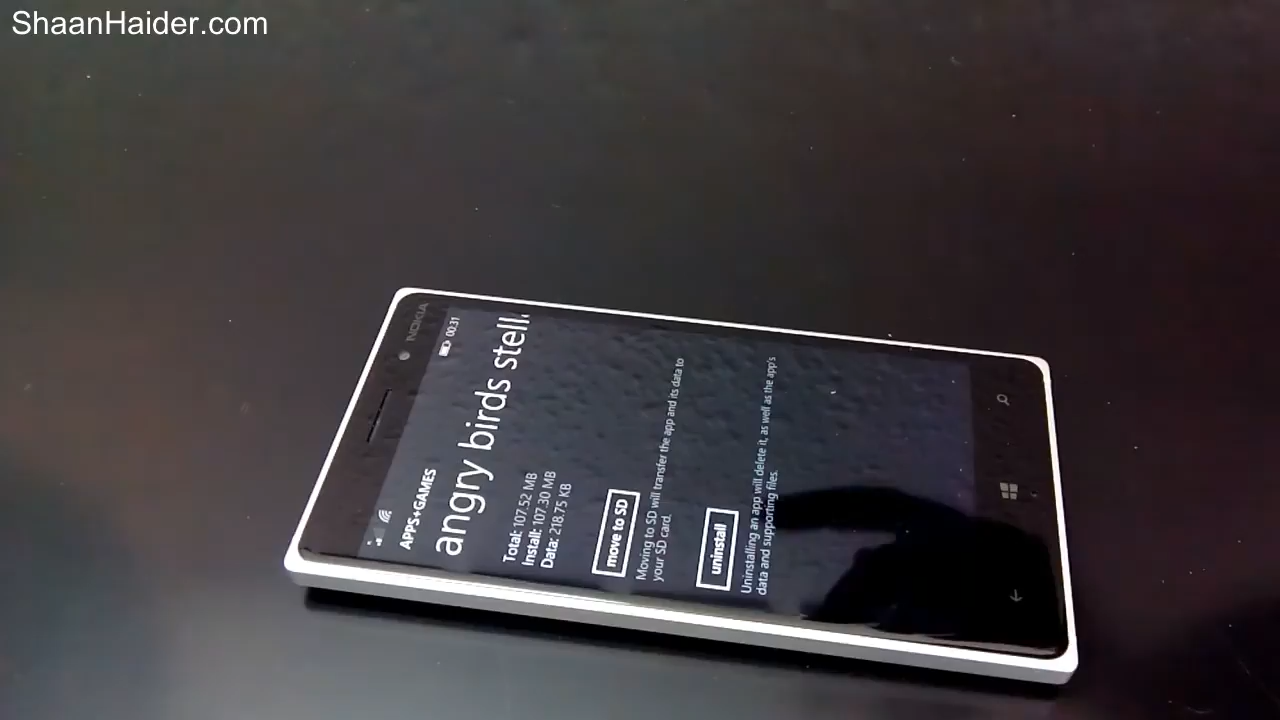 ShaanHaider.com
NOKIA
00:31
APPS+GAMES
angry birds stell
Total: 107.52 MB
Install: 107.30 MB
Data: 218.75 KB
move to SD
Moving to SD will transfer the app and its data to
your SD card.
uninstall
Uninstalling an app will delete it, as well as the app's
data and supporting files.